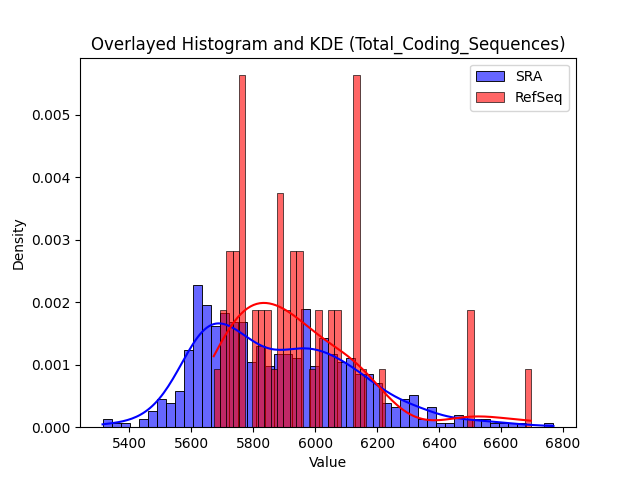 Overlayed Histogram and KDE (Total_Coding_Sequences)
SRA
RefSeq
0.005
0.004
0.003
0.002
0.001
0.000
Density
5400 5600 5800 6000 6200 6400 6600 6800
Value